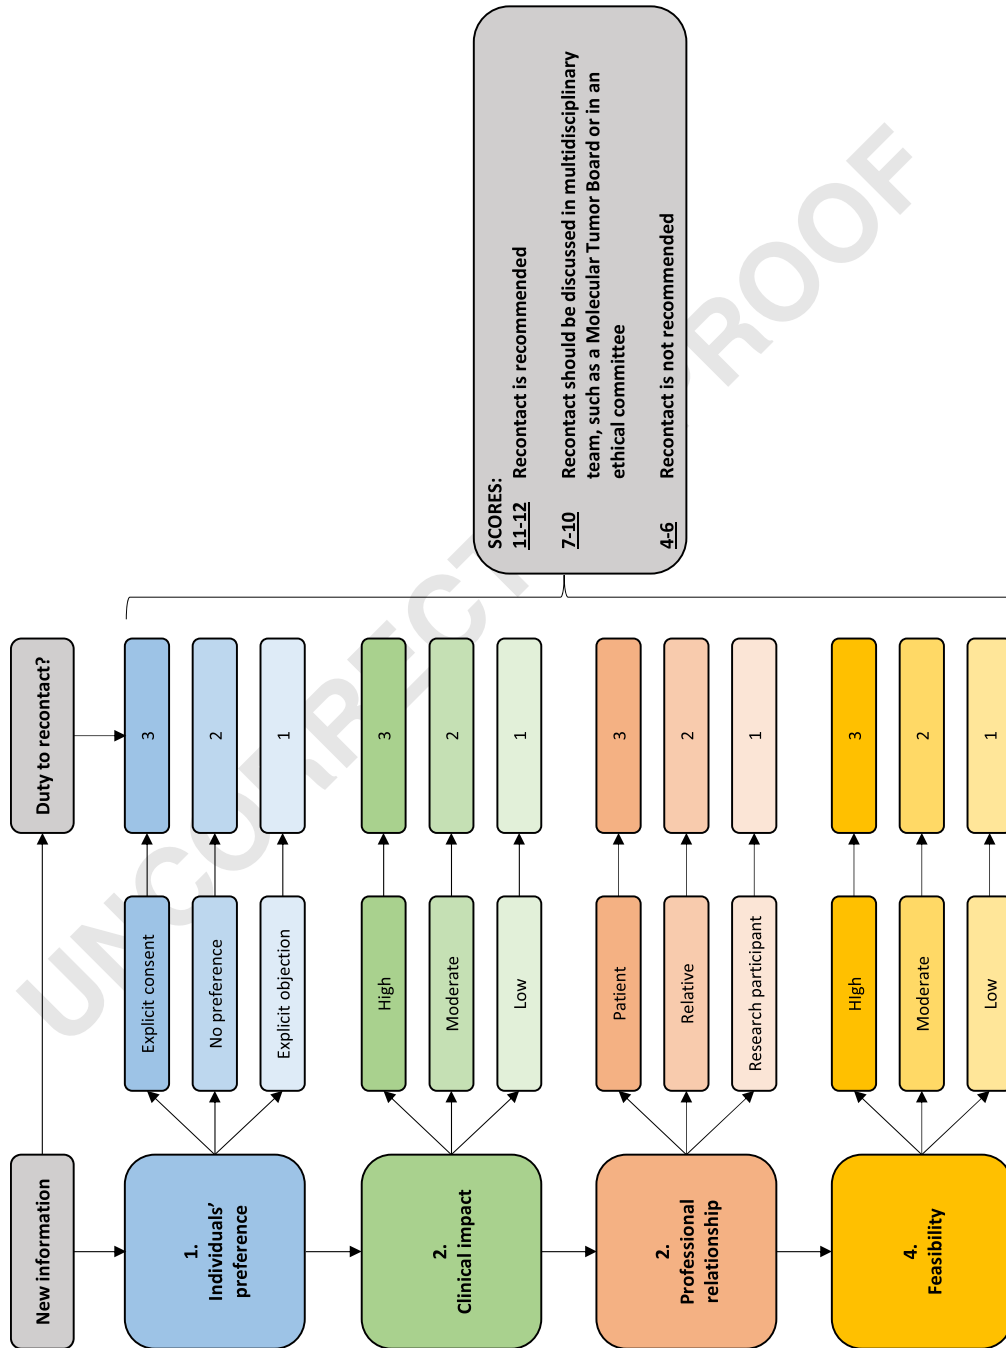 New information
Duty to recontact?
1.
Individuals’
preference
Explicit consent
3
No preference
2
Explicit objection
1
2.
Clinical impact
High
3
Moderate
2
Low
1
2.
Professional
relationship
Patient
3
Relative
2
Research participant
1
4.
Feasibility
High
3
Moderate
2
Low
1
SCORES:
11-12 Recontact is recommended
7-10 Recontact should be discussed in multidisciplinary
team, such as a Molecular Tumor Board or in an
ethical committee
4-6 Recontact is not recommended
UNCORRECT PROOF